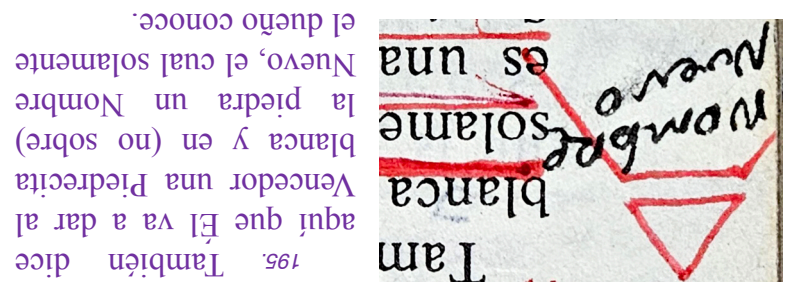 Tam
blanca
solame
es una
Nombre
Nuevo
195. También dice
aquí que Él va a dar al
Vencedor una Piedrecita
blanca y en (no sobre)
la piedra un Nombre
Nuevo, el cual solamente
el dueño conoce.